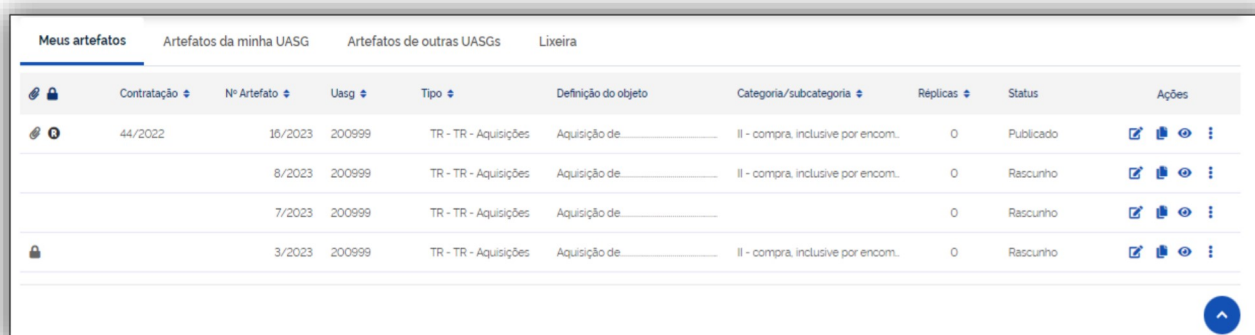 Meus artefatos Artefatos da minha UASG Artefatos de outras UASGs Lixeira
Contratação Nº Artefato Uasg Tipo Definição do objeto Categoria/subcategoria Réplicas Status Ações
R 44/2022 16/2023 200999 TR - TR - Aquisições Aquisição de........................................ II - compra, inclusive por encom... 0 Publicado
8/2023 200999 TR - TR - Aquisições Aquisição de........................................ II - compra, inclusive por encom... 0 Rascunho
7/2023 200999 TR - TR - Aquisições Aquisição de........................................ 0 Rascunho
3/2023 200999 TR - TR - Aquisições Aquisição de........................................ II - compra, inclusive por encom... 0 Rascunho